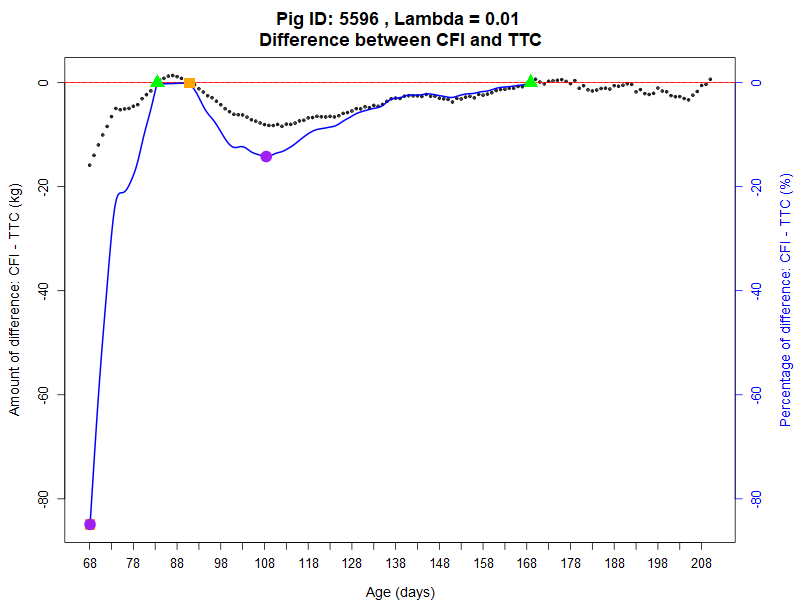 Pig ID: 5596 , Lambda = 0.01
Difference between CFI and TTC
Amount of difference: CFI - TTC (kg)
0
-20
-40
-60
-80
0
-20
-40
-60
-80
Percentage of difference: CFI - TTC (%)
68 78 88 98 108 118 128 138 148 158 168 178 188 198 208
Age (days)